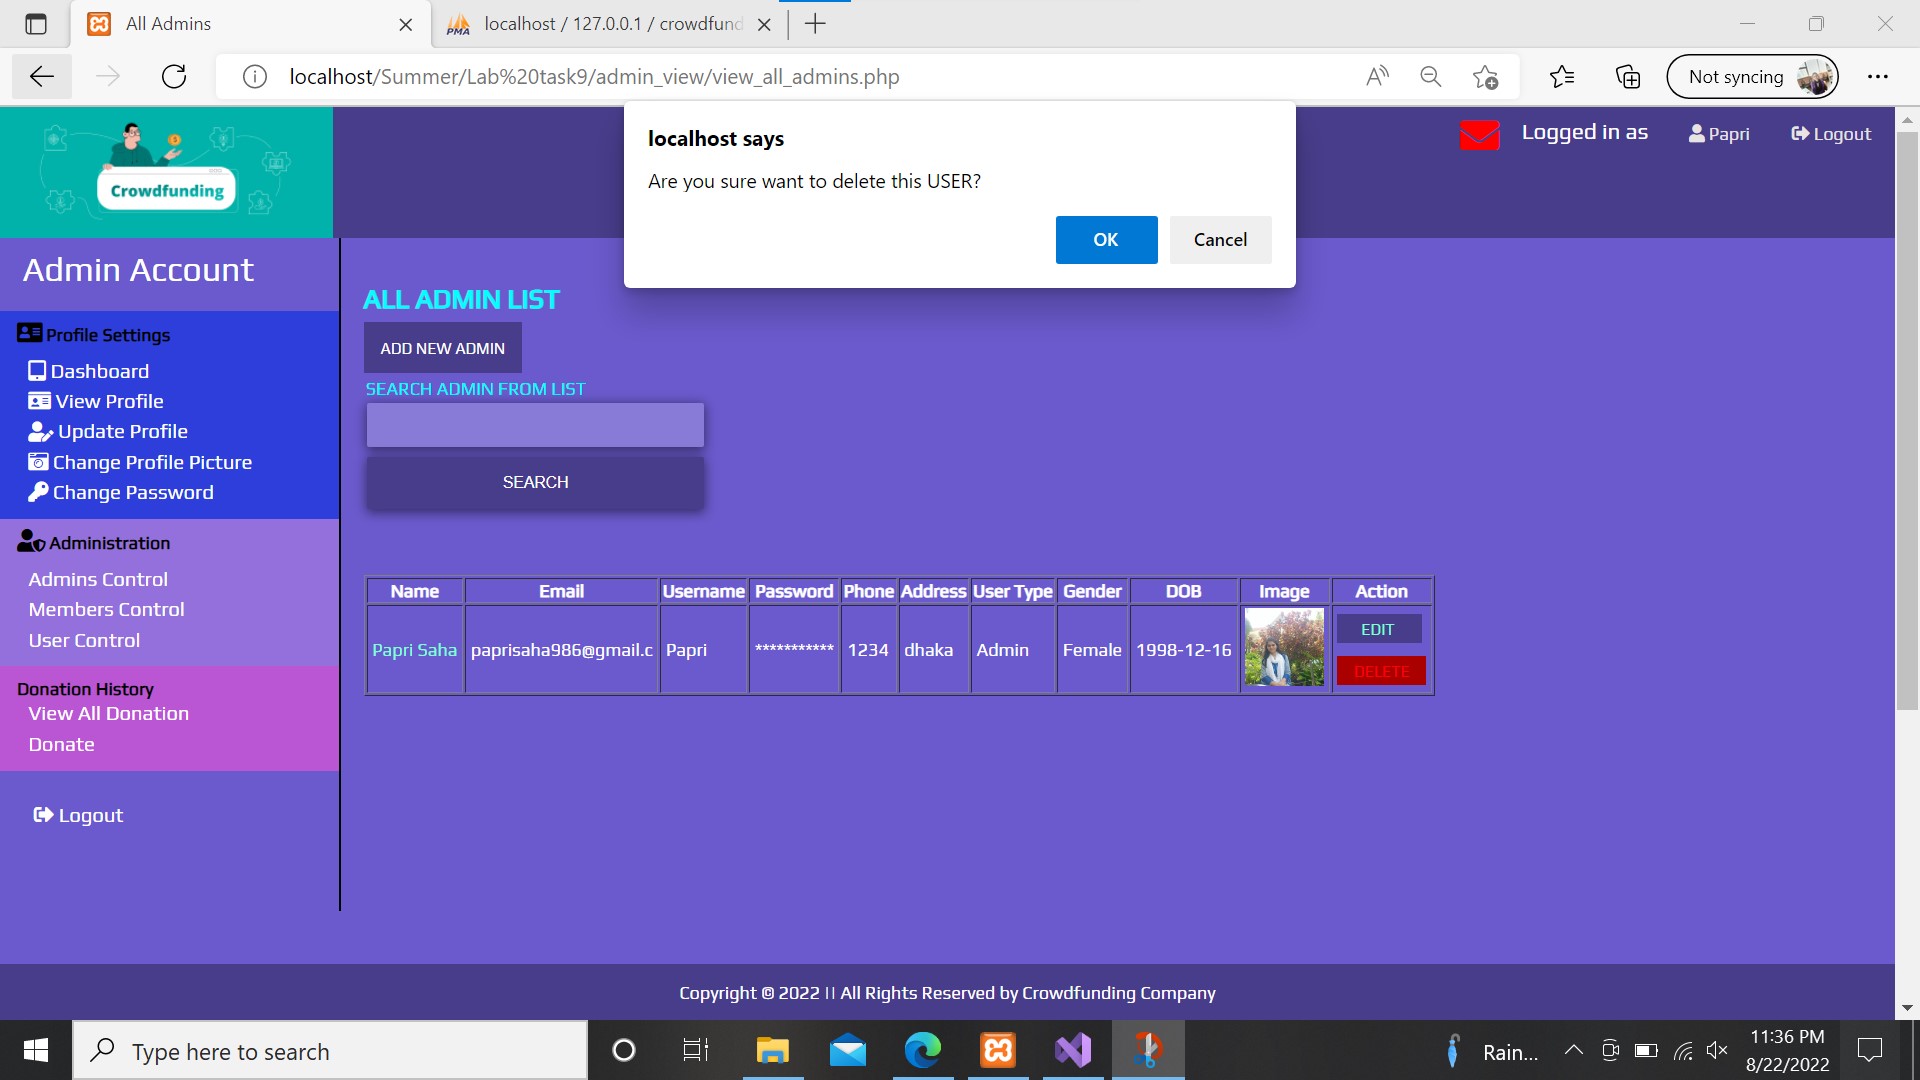 All Admins
localhost / 127.0.0.1 / crowdfund
localhost/Summer/Lab%20task9/admin_view/view_all_admins.php
Not syncing
localhost says
Are you sure want to delete this USER?
OK
Cancel
Crowdfunding
Logged in as
Papri
Logout
Admin Account
Profile Settings
Dashboard
View Profile
Update Profile
Change Profile Picture
Change Password
Administration
Admins Control
Members Control
User Control
Donation History
View All Donation
Donate
Logout
ALL ADMIN LIST
ADD NEW ADMIN
SEARCH ADMIN FROM LIST
SEARCH
Name Email Username Password Phone Address User Type Gender DOB Image Action
Papri Saha paprisaha986@gmail.c Papri *********** 1234 dhaka Admin Female 1998-12-16
EDIT
DELETE
Copyright © 2022 || All Rights Reserved by Crowdfunding Company
Type here to search
Rain...
11:36 PM
8/22/2022